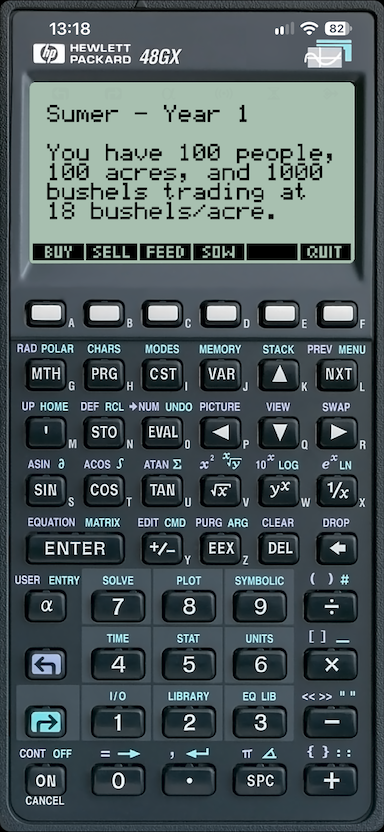 13:18
82
hp HEWLETT
PACKARD 48GX
Sumer - Year 1
You have 100 people,
100 acres, and 1000
bushels trading at
18 bushels/acre.
BUY SELL FEED SOW QUIT
A B C D E F
RAD POLAR CHARS MODES MEMORY STACK PREV MENU
MTH G PRG H CST I VAR J ▲ K NXT L
UP HOME DEF RCL →NUM UNDO PICTURE VIEW SWAP
' M STO N EVAL O ◀ P ▼ Q ▶ R
ASIN ∂ ACOS ∫ ATAN Σ x² ˣ√y 10ˣ LOG eˣ LN
SIN S COS T TAN U √x V yˣ W 1/x X
EQUATION MATRIX EDIT CMD PURG ARG CLEAR DROP
ENTER +/− Y EEX Z DEL ←
USER ENTRY SOLVE PLOT SYMBOLIC ( ) #
α 7 8 9 ÷
TIME STAT UNITS [ ] _
4 5 6 ×
I/O LIBRARY EQ LIB << >> " "
1 2 3 −
CONT OFF = → , ↵ π ∡ { } : :
ON 0 . SPC +
CANCEL